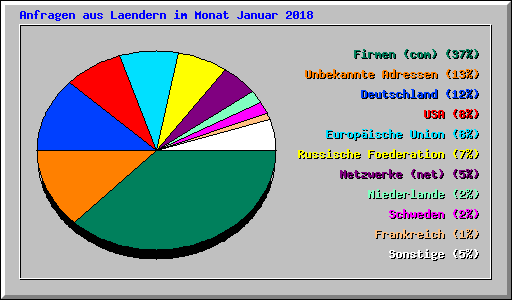 Anfragen aus Laendern im Monat Januar 2018
Firmen (com) (37%)
Unbekannte Adressen (13%)
Deutschland (12%)
USA (8%)
Europäische Union (8%)
Russische Foederation (7%)
Netzwerke (net) (5%)
Niederlande (2%)
Schweden (2%)
Frankreich (1%)
Sonstige (5%)